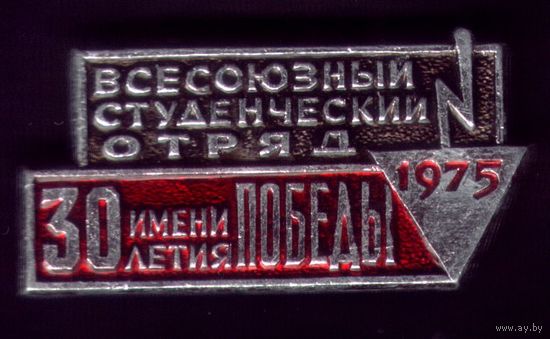 ВСЕСОЮЗНЫЙ
СТУДЕНЧЕСКИЙ
ОТРЯД
1975
ИМЕНИ
30 ЛЕТИЯ ПОБЕДЫ
www.ay.by